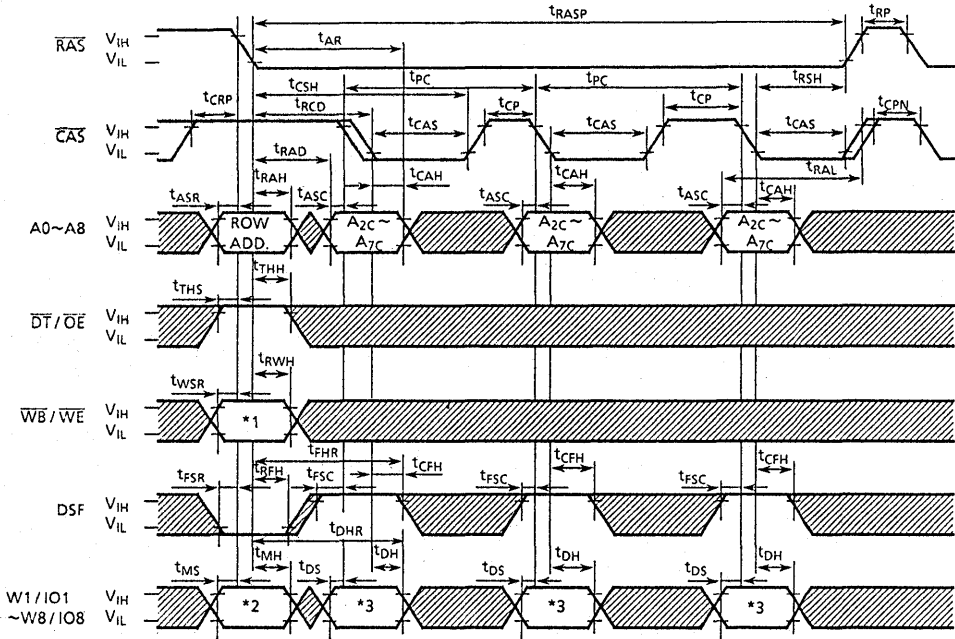 tRASP
tRP
RAS VIH
VIL
tAR
tCSH
tPC
tPC
tRSH
tCRP
tRCD
tCP
tCP
tCPN
CAS VIH
VIL
tCAS
tCAS
tCAS
tRAD
tRAL
tRAH
tCAH
tCAH
tCAH
tASR
tASC
tASC
tASC
A0~A8 VIH
VIL
ROW
ADD.
A2C~
A7C
A2C~
A7C
A2C~
A7C
tTHH
tTHS
DT/OE VIH
VIL
tRWH
tWSR
WB/WE VIH
VIL
*1
tFHR
tFSR
tRFH
tFSC
tCFH
tFSC
tCFH
tFSC
tCFH
DSF VIH
VIL
tDHR
tMS
tMH
tDS
tDH
tDS
tDH
tDS
tDH
W1/IO1
~W8/IO8
VIH
VIL
*2
*3
*3
*3